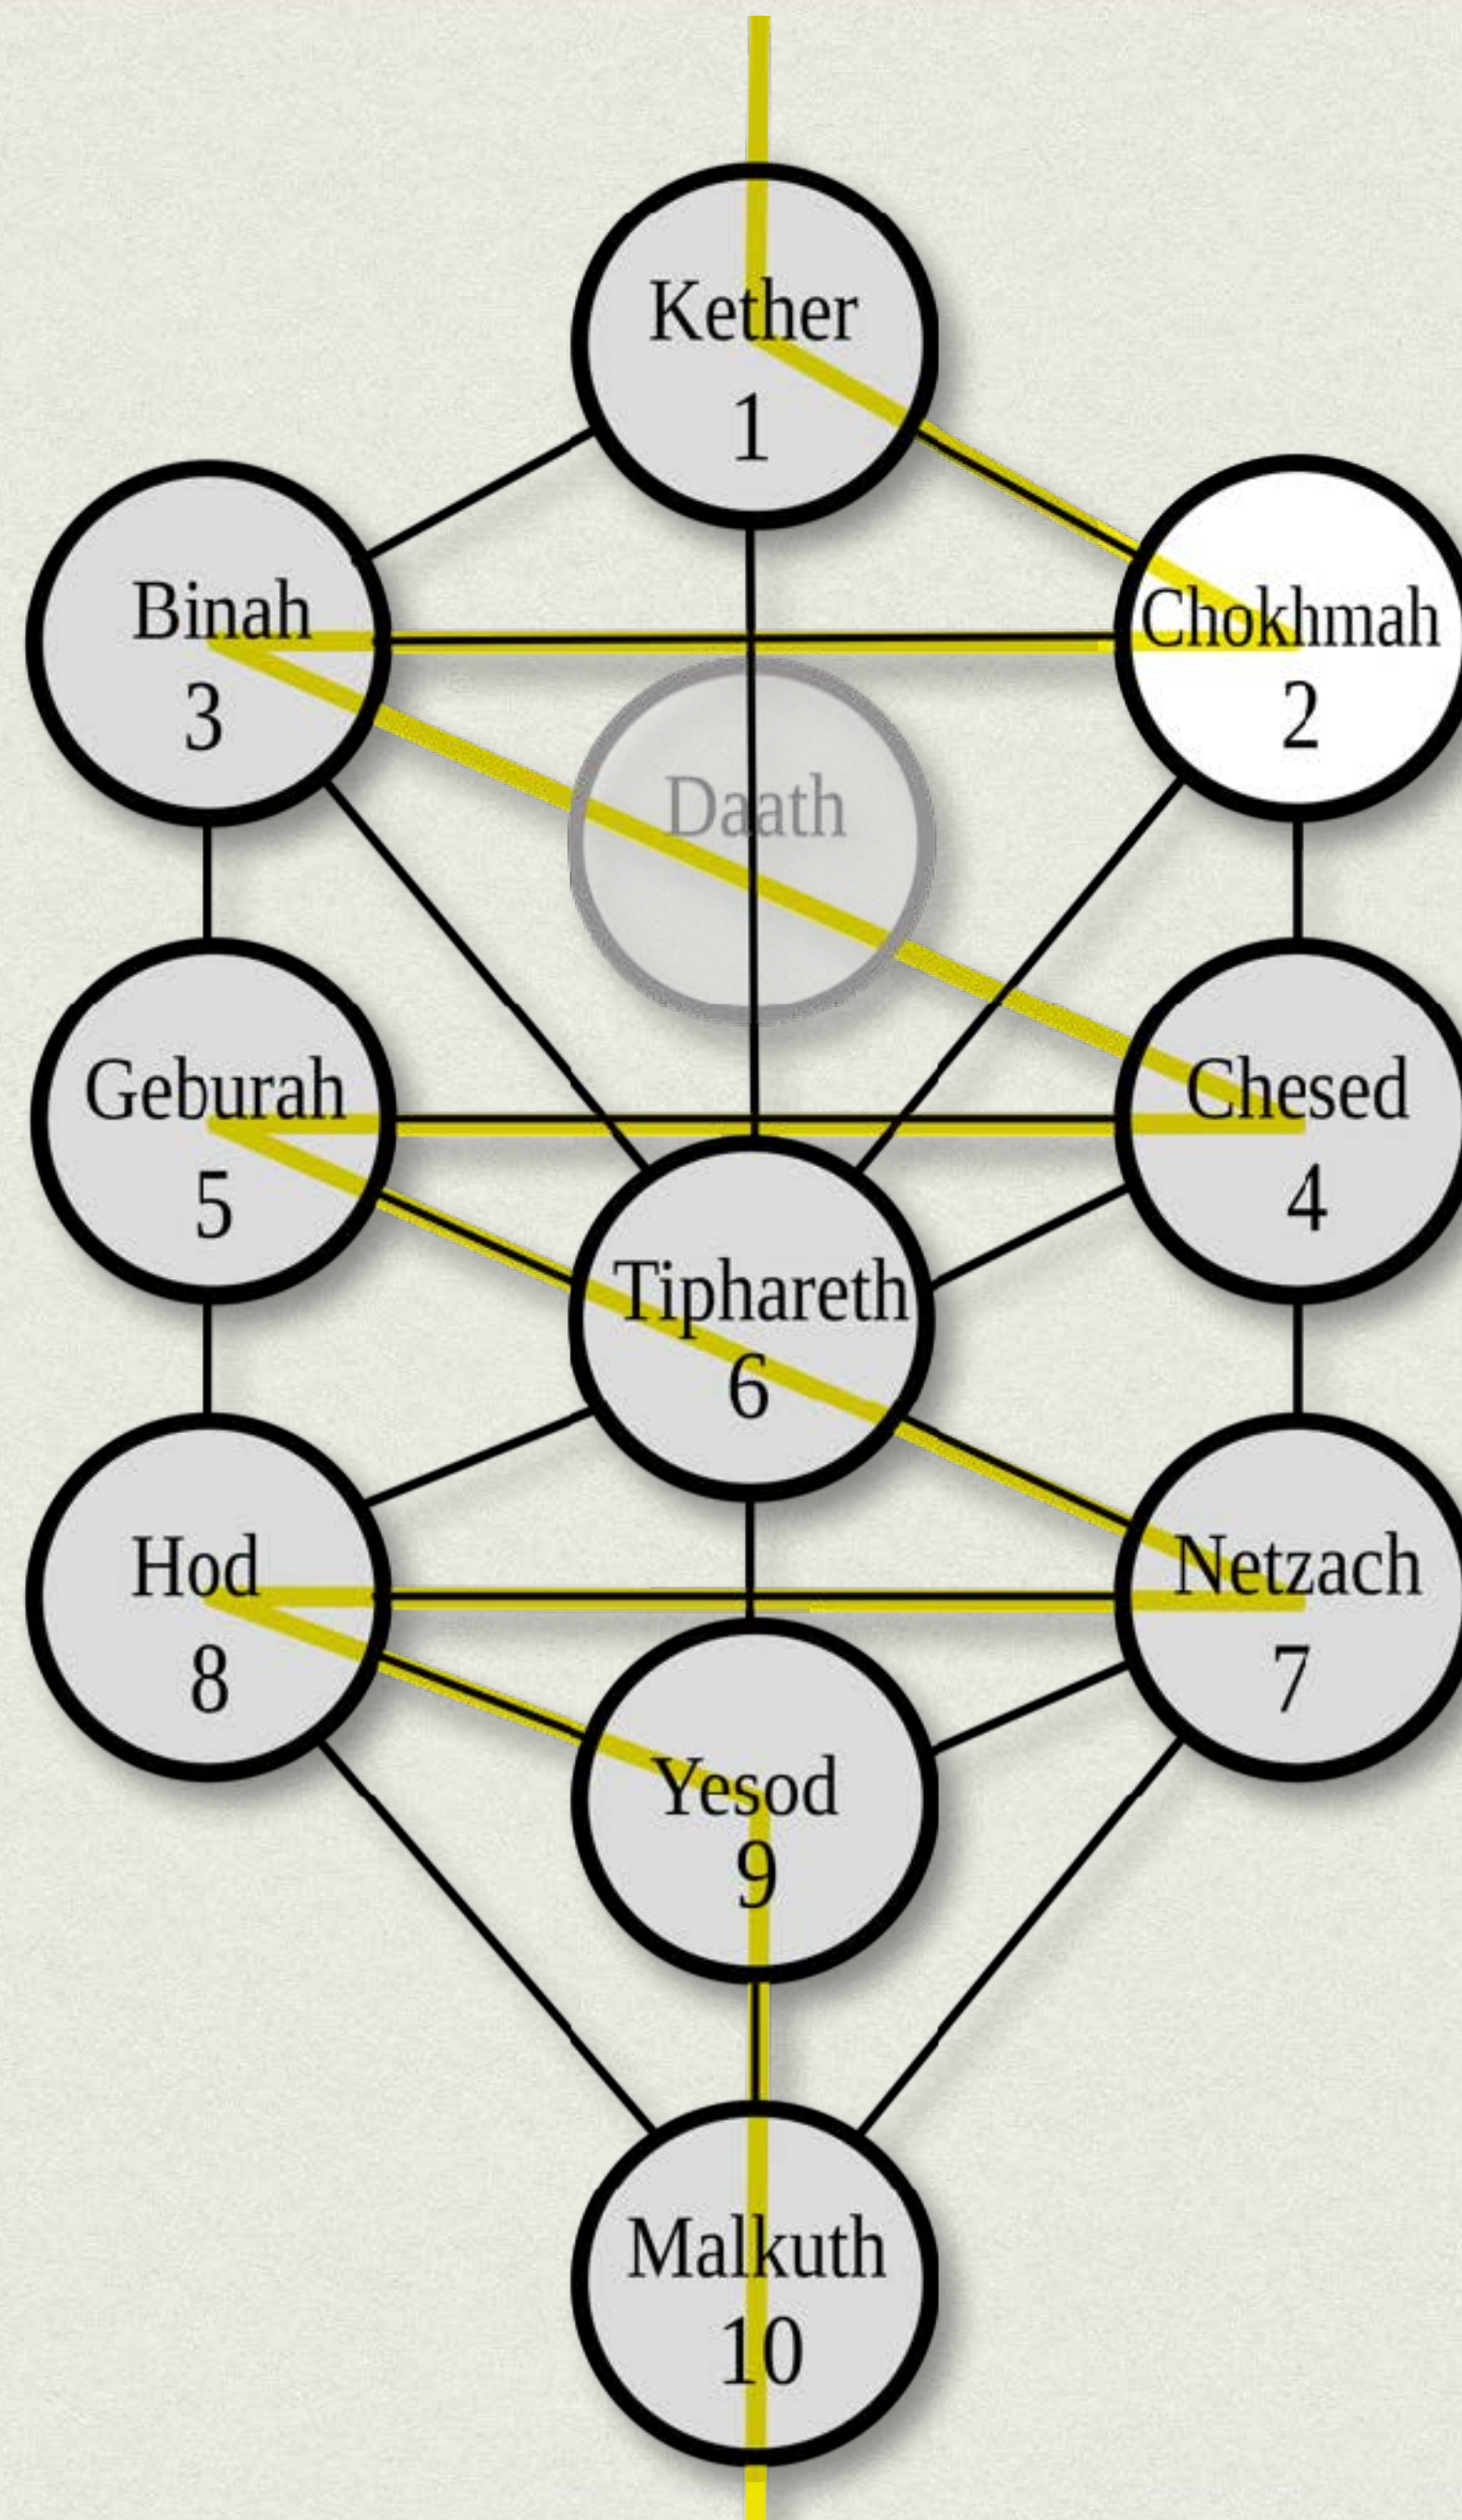 Kether
1
Binah
3
Chokhmah
2
Daath
Geburah
5
Chesed
4
Tiphareth
6
Hod
8
Netzach
7
Yesod
9
Malkuth
10